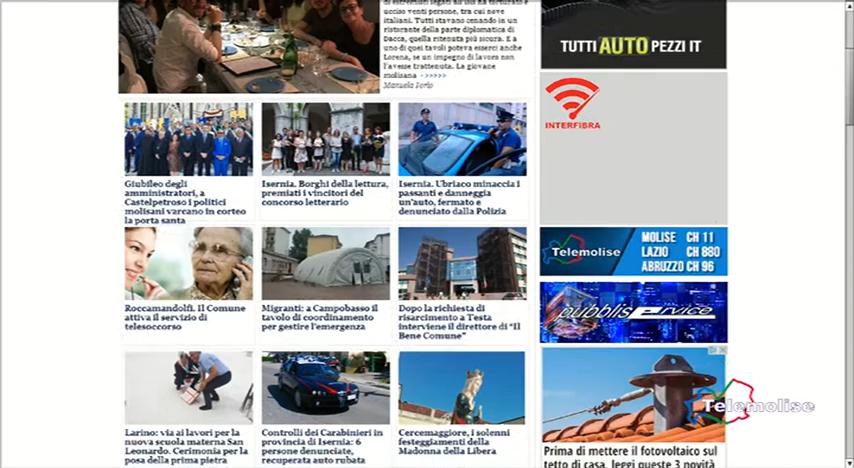 di estremisti legati all'Isis ha torturato e
ucciso venti persone, tra cui nove
italiani. Tutti stavano cenando in un
ristorante della parte diplomatica di
Dacca, quella ritenuta più sicura. E a
uno di quei tavoli poteva esserci anche
Lorena, se un impegno di lavoro non
l'avesse trattenuta. La giovane
molisana ->>>>>
Manuela Iorio
TUTTI AUTO PEZZI IT
INTERFIBRA
Giubileo degli
amministratori, a
Castelpetroso i politici
molisani varcano in corteo
la porta santa
Isernia. Borghi della lettura,
premiati i vincitori del
concorso letterario
Isernia. Ubriaco minaccia i
passanti e danneggia
un'auto, fermato e
denunciato dalla Polizia
Telemolise
MOLISE CH 11
LAZIO CH 880
ABRUZZO CH 96
Roccamandolfi. Il Comune
attiva il servizio di
telesoccorso
Migranti: a Campobasso il
tavolo di coordinamento
per gestire l'emergenza
Dopo la richiesta di
risarcimento a Testa
interviene il direttore di "Il
Bene Comune"
pubbliservice
Larino: via ai lavori per la
nuova scuola materna San
Leonardo. Cerimonia per la
posa della prima pietra
Controlli dei Carabinieri in
provincia di Isernia: 6
persone denunciate,
recuperata auto rubata
Cercemaggiore, i solenni
festeggiamenti della
Madonna della Libera
Prima di mettere il fotovoltaico sul
tetto di casa, leggi queste 3 novità
Telemolise